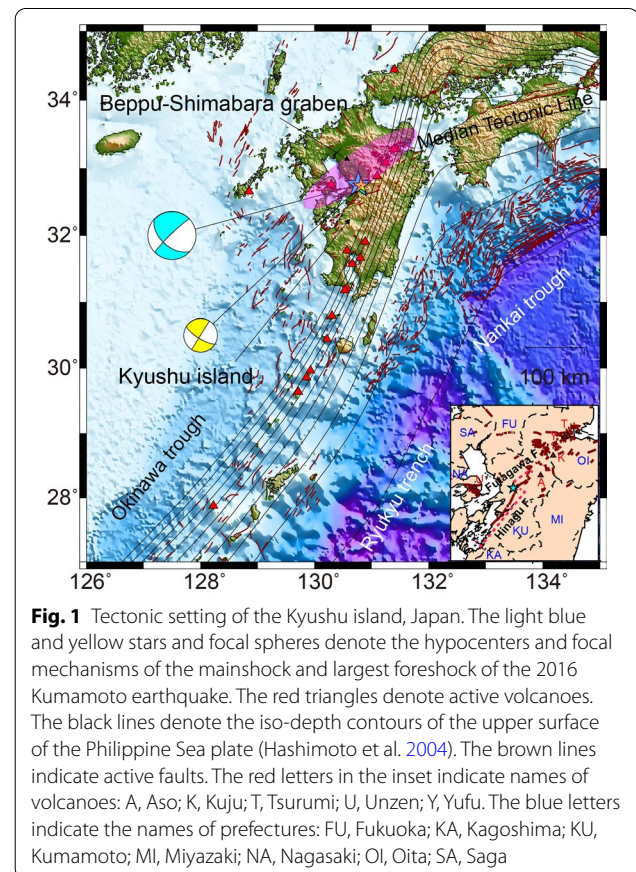 34°
32°
30°
28°
126°
128°
130°
132°
134°
Beppu-Shimabara graben
Median Tectonic Line
Kyushu island
Nankai trough
100 km
Okinawa trough
Ryukyu trench
SA
FU
T
OI
NA
Futagawa F.
A
Hinagu F.
KU
MI
KA
Fig. 1 Tectonic setting of the Kyushu island, Japan. The light blue
and yellow stars and focal spheres denote the hypocenters and focal
mechanisms of the mainshock and largest foreshock of the 2016
Kumamoto earthquake. The red triangles denote active volcanoes.
The black lines denote the iso-depth contours of the upper surface
of the Philippine Sea plate (Hashimoto et al. 2004). The brown lines
indicate active faults. The red letters in the inset indicate names of
volcanoes: A, Aso; K, Kuju; T, Tsurumi; U, Unzen; Y, Yufu. The blue letters
indicate the names of prefectures: FU, Fukuoka; KA, Kagoshima; KU,
Kumamoto; MI, Miyazaki; NA, Nagasaki; OI, Oita; SA, Saga